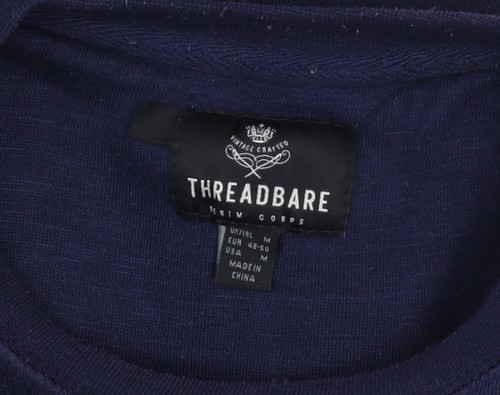 VINTAGE CRAFTED
THREADBARE
DENIM CORPS
UK/IRL M
EUR 48-50
USA M
MADE IN
CHINA